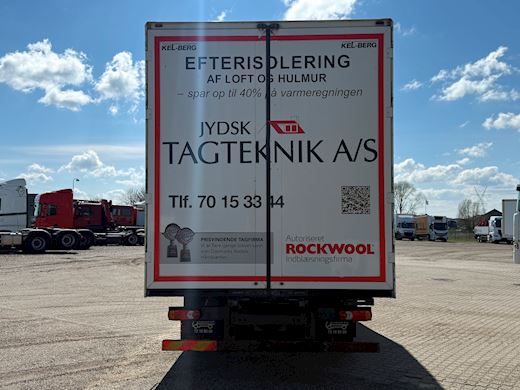 KEL-BERG KEL-BERG
EFTERISOLERING
AF LOFT OG HULMUR
– spar op til 40% på varmeregningen
JYDSK
TAGTEKNIK A/S
Tlf. 70 15 33 44
PRISVINDENDE TAGFIRMA
Autoriseret
ROCKWOOL
Indblæsningsfirma